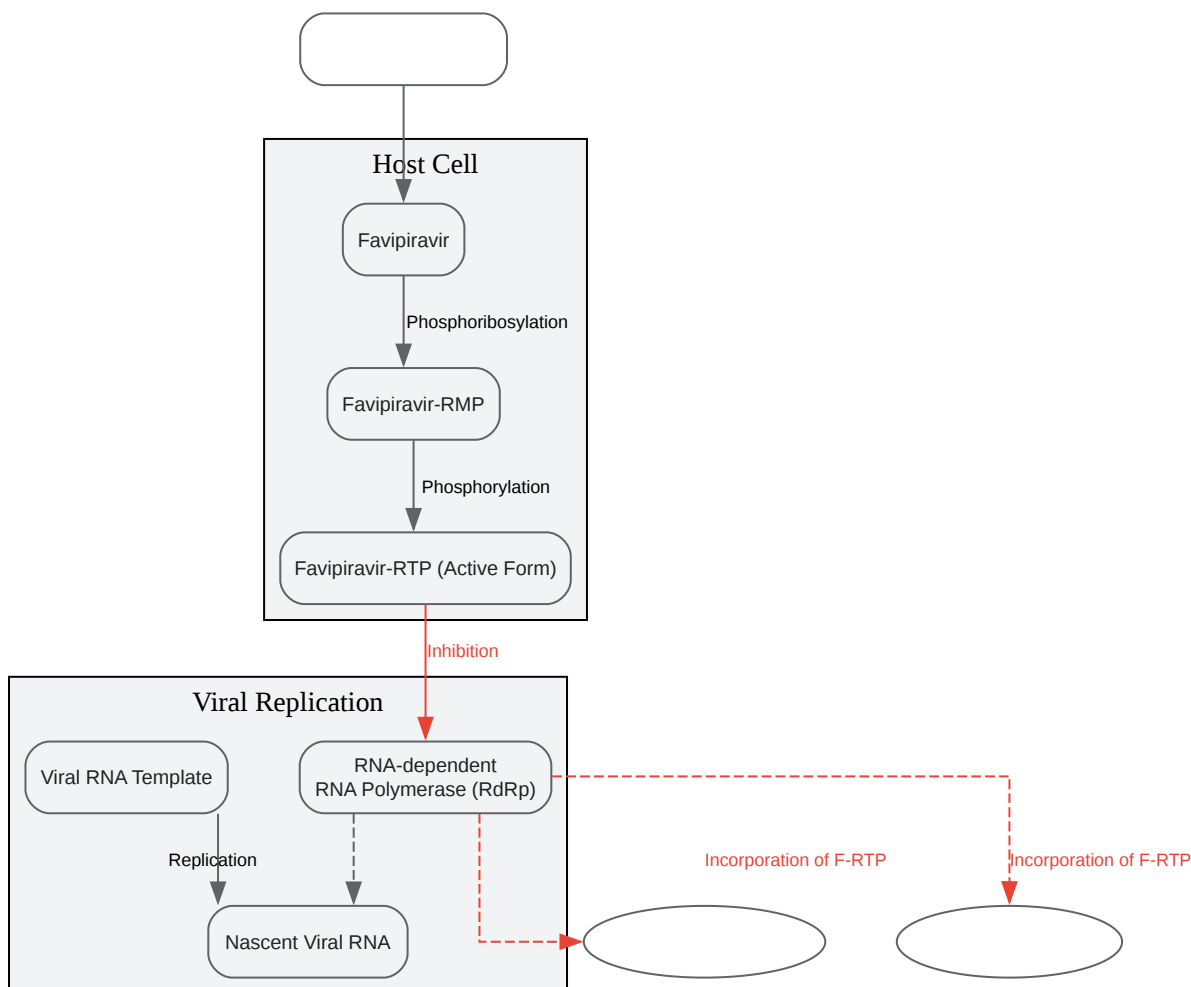 Host Cell
Favipiravir
Phosphoribosylation
Favipiravir-RMP
Phosphorylation
Favipiravir-RTP (Active Form)
Inhibition
Viral Replication
Viral RNA Template
RNA-dependent
RNA Polymerase (RdRp)
Replication
Incorporation of F-RTP
Incorporation of F-RTP
Nascent Viral RNA